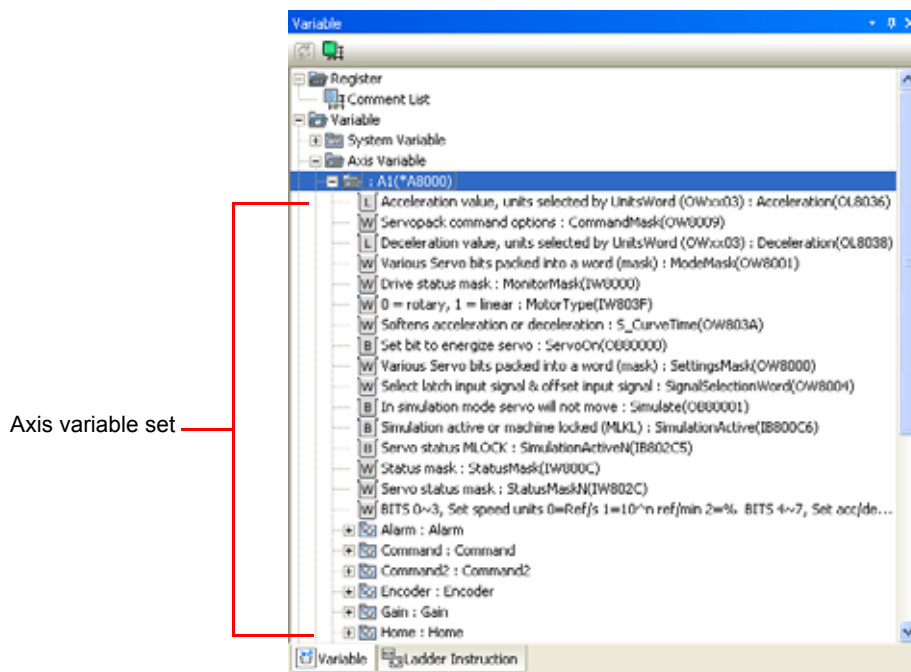 Variable
Register
Comment List
Variable
System Variable
Axis Variable
: A1(*A8000)
L Acceleration value, units selected by UnitsWord (OWxx03) : Acceleration(OL8036)
W Servopack command options : CommandMask(OW8009)
L Deceleration value, units selected by UnitsWord (OWxx03) : Deceleration(OL8038)
W Various Servo bits packed into a word (mask) : ModeMask(OW8001)
W Drive status mask : MonitorMask(IW8000)
W 0 = rotary, 1 = linear : MotorType(IW803F)
W Softens acceleration or deceleration : S_CurveTime(OW803A)
B Set bit to energize servo : ServoOn(OB80000)
W Various Servo bits packed into a word (mask) : SettingsMask(OW8000)
W Select latch input signal & offset input signal : SignalSelectionWord(OW8004)
B In simulation mode servo will not move : Simulate(OB80001)
Axis variable set
B Simulation active or machine locked (MLKL) : SimulationActive(IB800C6)
B Servo status MLOCK : SimulationActiveN(IB802C5)
W Status mask : StatusMask(IW800C)
W Servo status mask : StatusMaskN(IW802C)
W BITS 0~3, Set speed units 0=Ref/s 1=10^n ref/min 2=%. BITS 4~7, Set acc/de...
Alarm : Alarm
Command : Command
Command2 : Command2
Encoder : Encoder
Gain : Gain
Home : Home
Variable Ladder Instruction